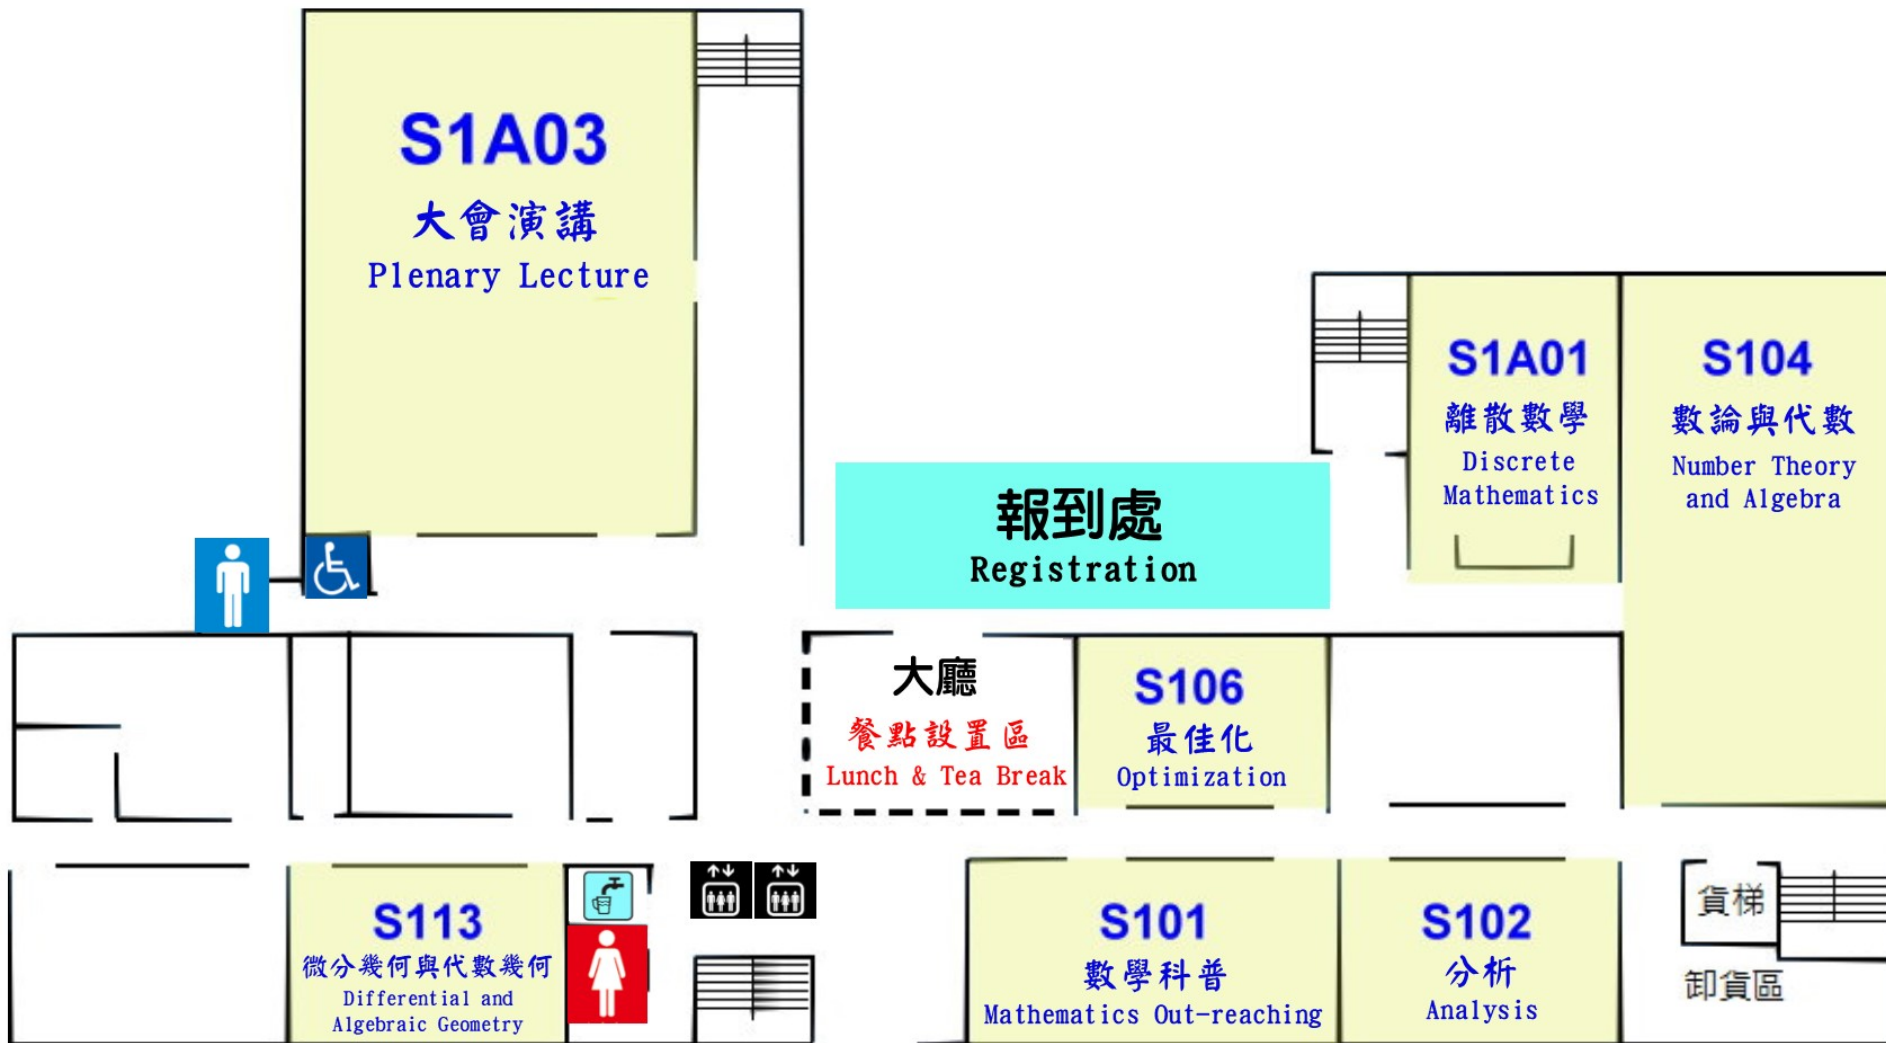 S1A03
大會演講
Plenary Lecture
S1A01
離散數學
Discrete
Mathematics
S104
數論與代數
Number Theory
and Algebra
報到處
Registration
大廳
餐點設置區
Lunch & Tea Break
S106
最佳化
Optimization
S113
微分幾何與代數幾何
Differential and
Algebraic Geometry
S101
數學科普
Mathematics Out-reaching
S102
分析
Analysis
貨梯
卸貨區